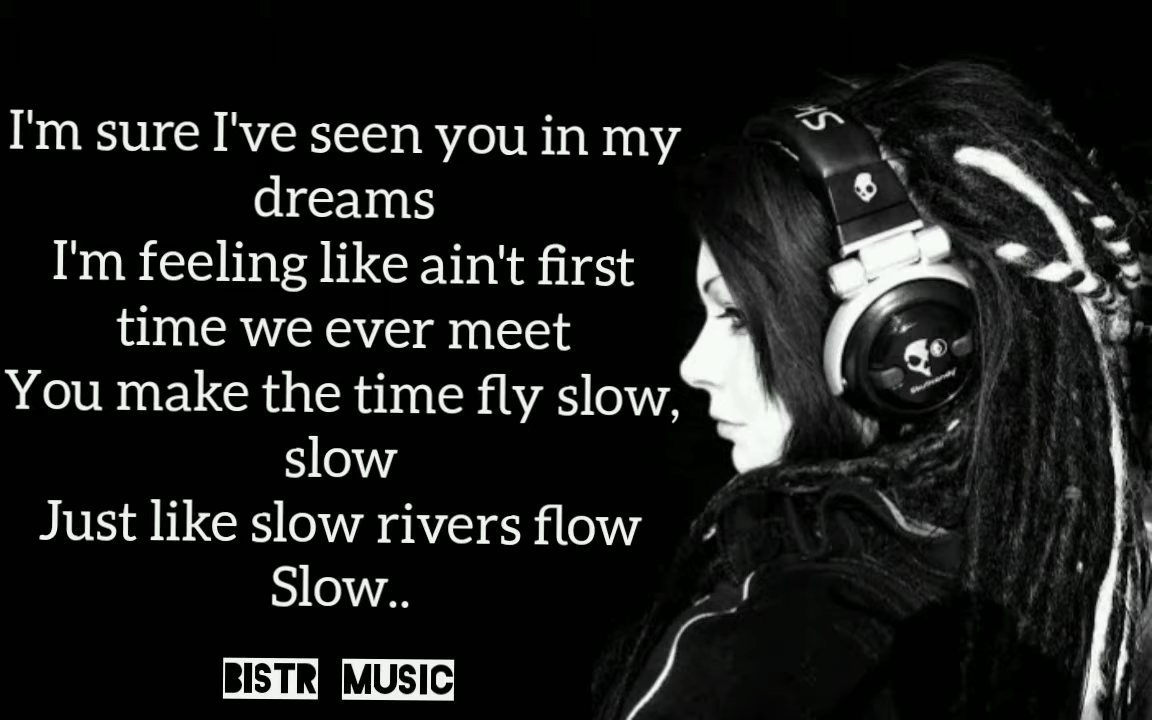 I'm sure I've seen you in my
dreams
I'm feeling like ain't first
time we ever meet
You make the time fly slow,
slow
Just like slow rivers flow
Slow..
BISTR MUSIC